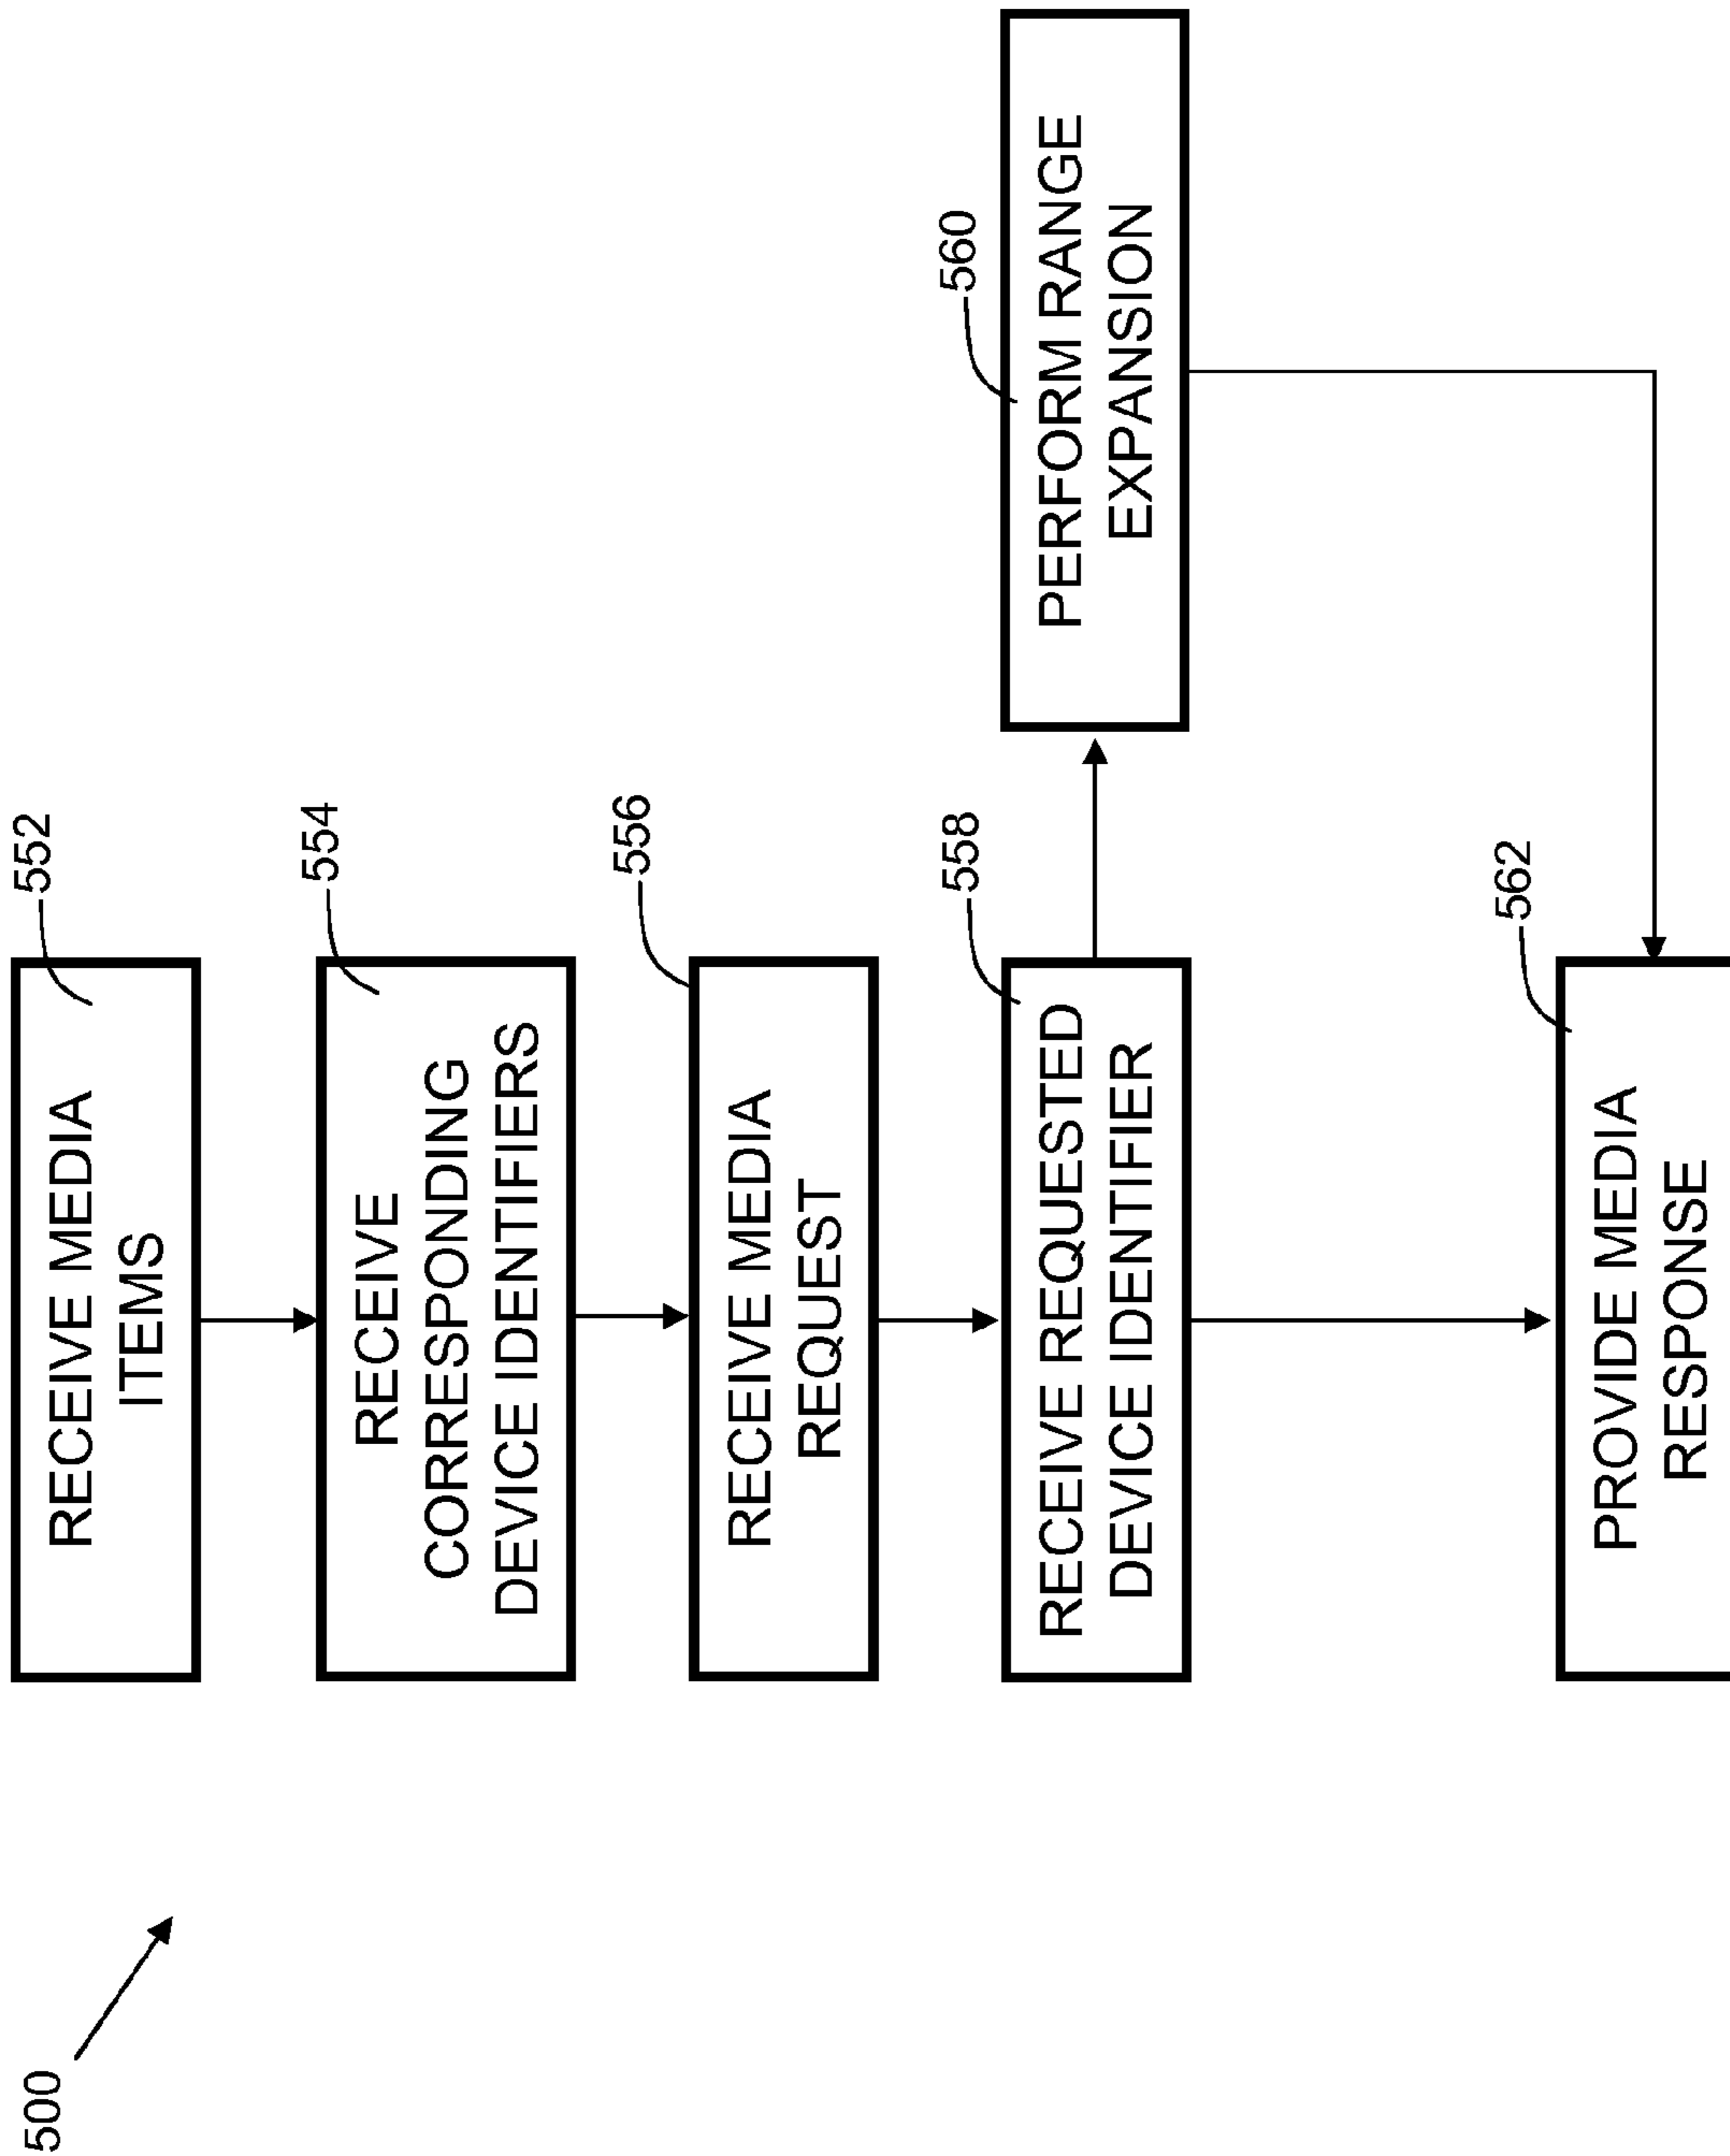 500
552
RECEIVE MEDIA
ITEMS
554
RECEIVE
CORRESPONDING
DEVICE IDENTIFIERS
556
RECEIVE MEDIA
REQUEST
558
RECEIVE REQUESTED
DEVICE IDENTIFIER
560
PERFORM RANGE
EXPANSION
562
PROVIDE MEDIA
RESPONSE